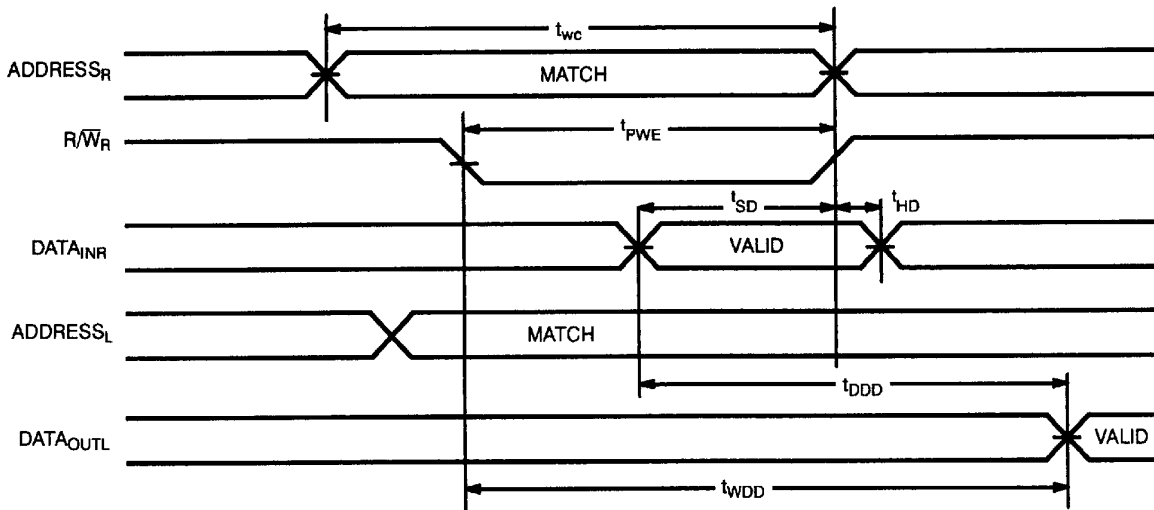 t_wc
ADDRESS_R MATCH
t_PWE
R/W̅_R
t_SD t_HD
DATA_INR VALID
ADDRESS_L MATCH
t_DDD
DATA_OUTL VALID
t_WDD